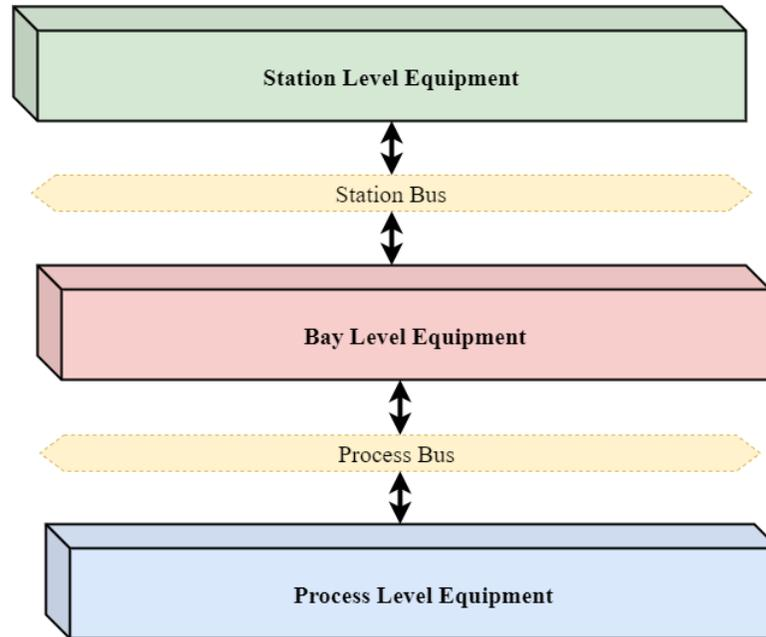 Station Level Equipment
Station Bus
Bay Level Equipment
Process Bus
Process Level Equipment